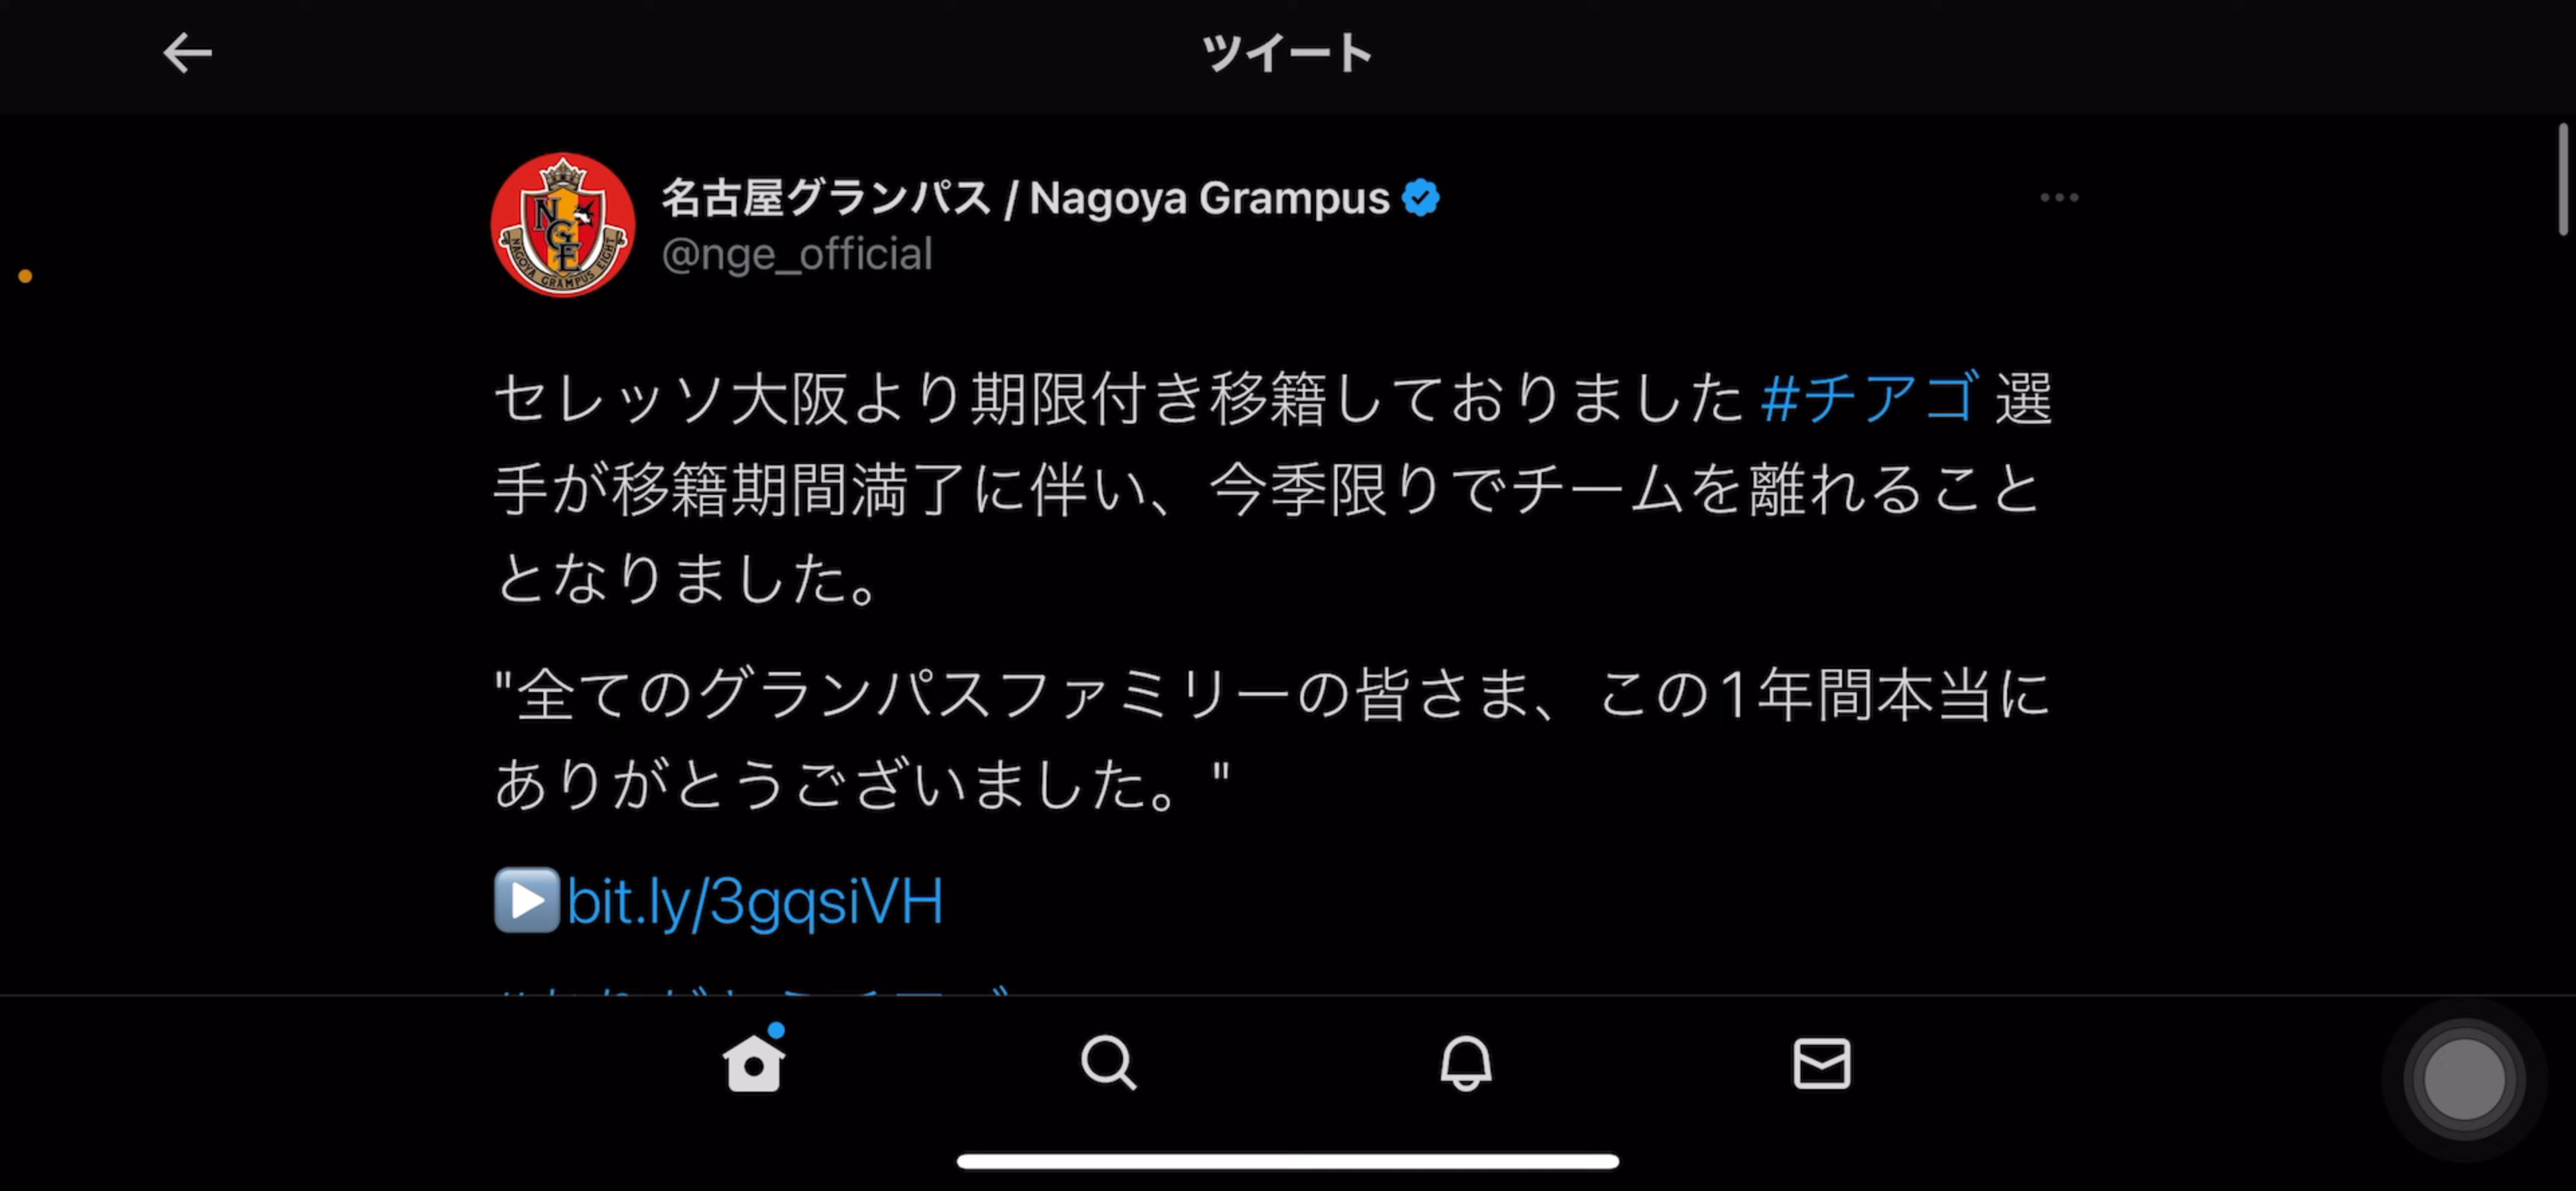 ツイート
名古屋グランパス / Nagoya Grampus
@nge_official
NGE
NAGOYA GRAMPUS EIGHT
セレッソ大阪より期限付き移籍しておりました #チアゴ 選
手が移籍期間満了に伴い、今季限りでチームを離れること
となりました。
"全てのグランパスファミリーの皆さま、この1年間本当に
ありがとうございました。"
bit.ly/3gqsiVH